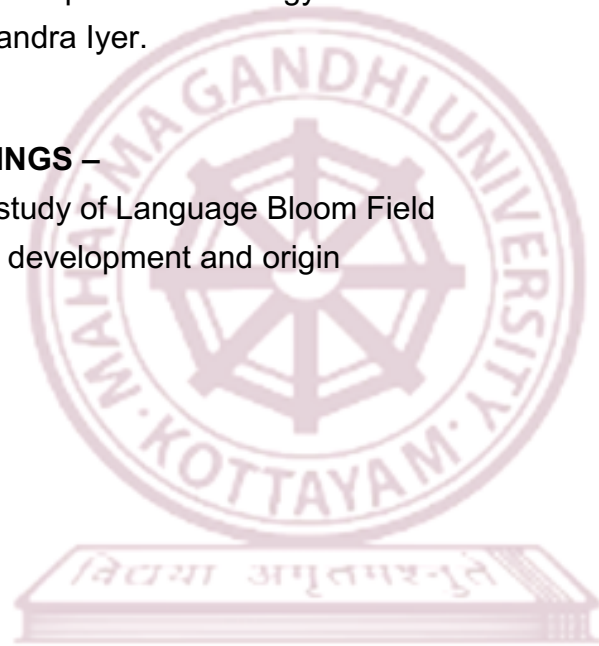 andra Iyer.
INGS –
study of Language Bloom Field
development and origin
MAHATMA GANDHI UNIVERSITY
KOTTAYAM
विद्यया अमृतमश्नुते